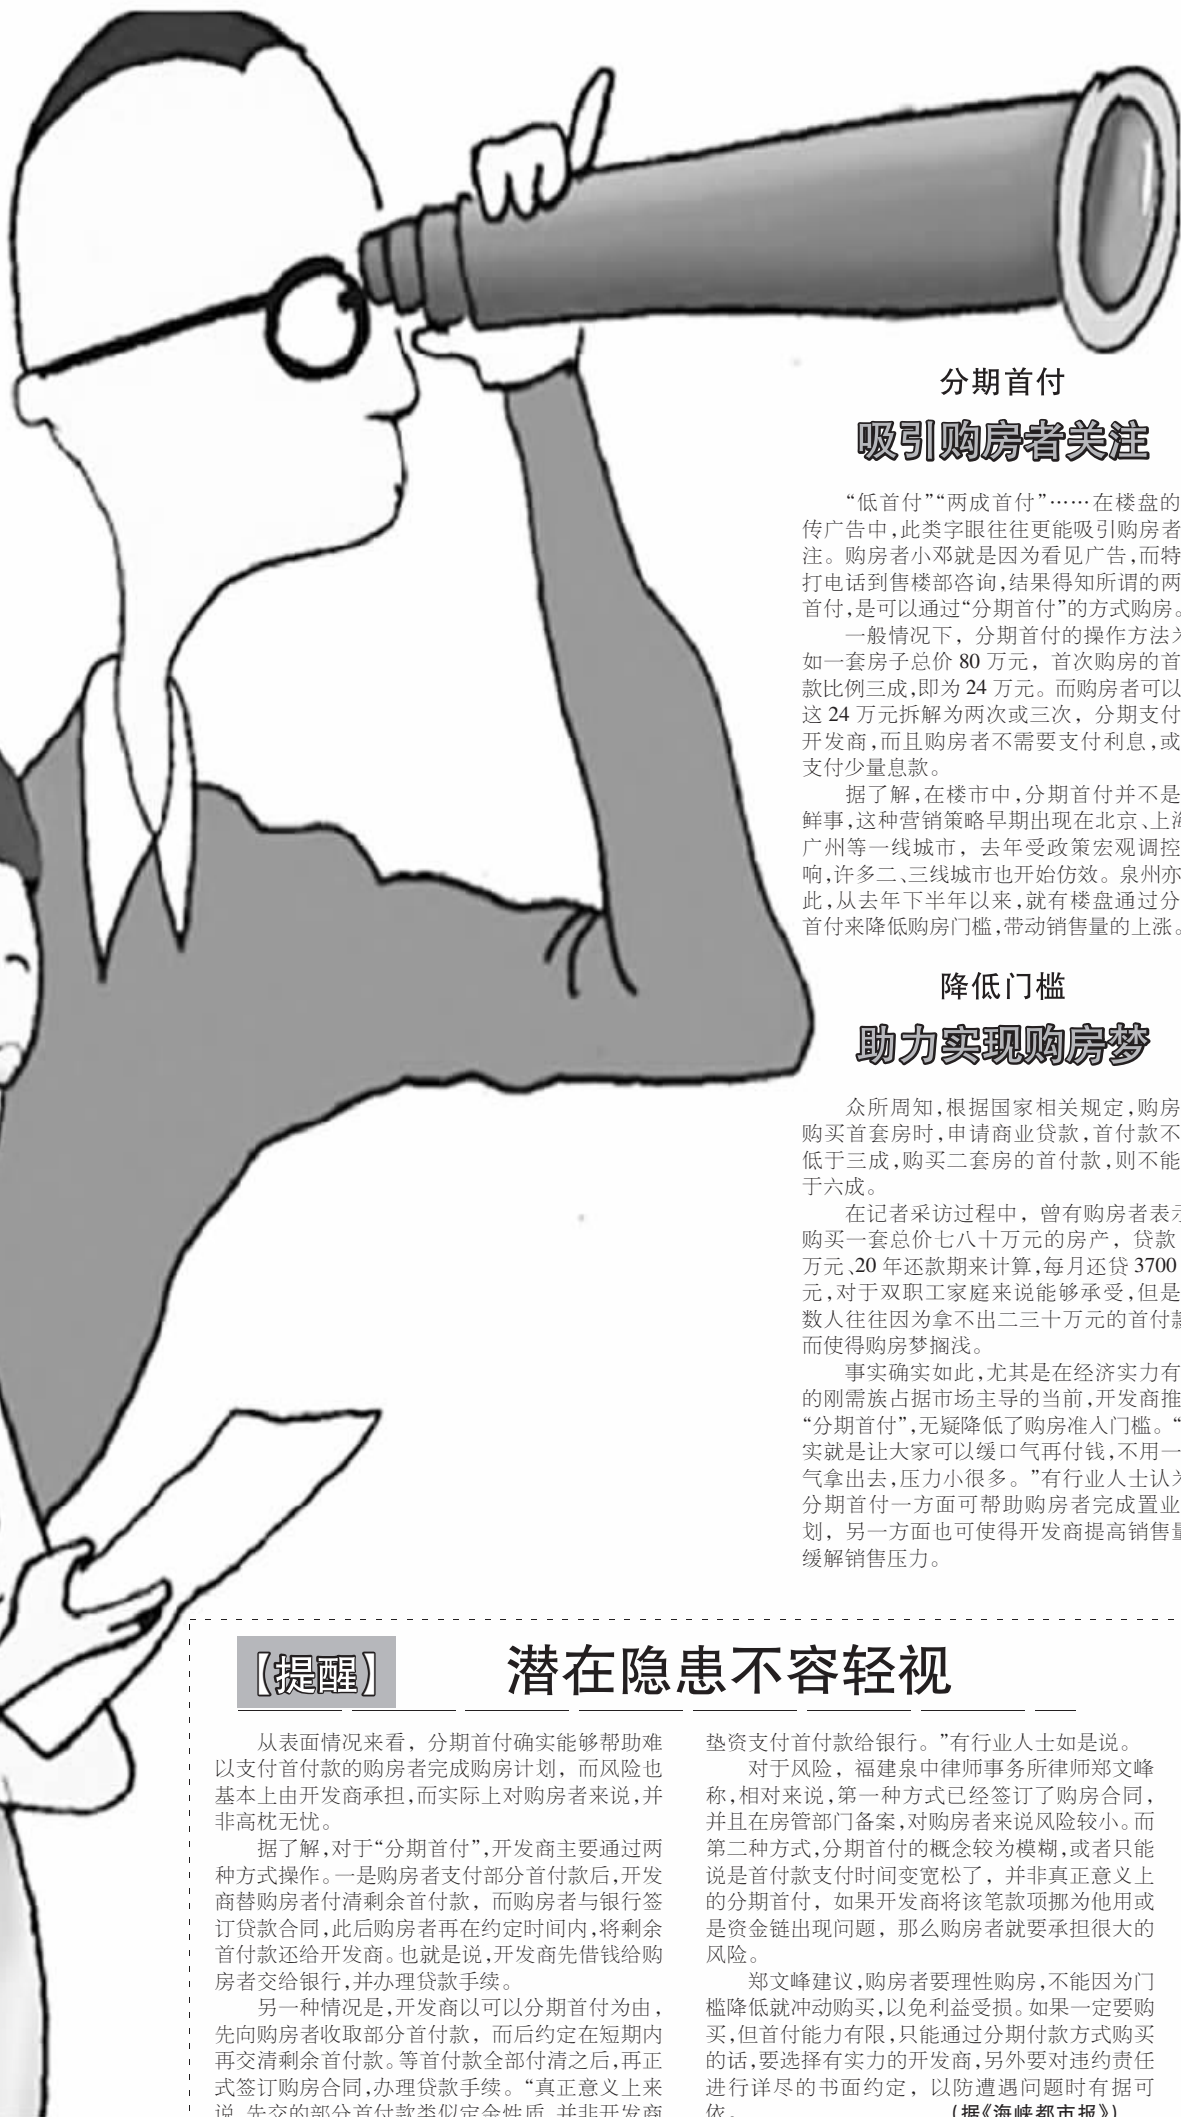 分期首付
吸引购房者关注
“低首付”“两成首付”……在楼盘的
传广告中,此类字眼往往更能吸引购房者
注。购房者小邓就是因为看见广告,而特
打电话到售楼部咨询,结果得知所谓的两
首付,是可以通过“分期首付”的方式购房。
一般情况下，分期首付的操作方法为
如一套房子总价 80 万元，首次购房的首
款比例三成,即为 24 万元。而购房者可以
这 24 万元拆解为两次或三次，分期支付
开发商,而且购房者不需要支付利息,或
支付少量息款。
据了解,在楼市中,分期首付并不是
鲜事,这种营销策略早期出现在北京、上海
广州等一线城市，去年受政策宏观调控
响,许多二、三线城市也开始仿效。泉州亦
此,从去年下半年以来,就有楼盘通过分
首付来降低购房门槛,带动销售量的上涨。
降低门槛
助力实现购房梦
众所周知,根据国家相关规定,购房
购买首套房时,申请商业贷款,首付款不
低于三成,购买二套房的首付款,则不能
于六成。
在记者采访过程中，曾有购房者表示
购买一套总价七八十万元的房产，贷款
万元、20 年还款期来计算,每月还贷 3700
元,对于双职工家庭来说能够承受,但是
数人往往因为拿不出二三十万元的首付款
而使得购房梦搁浅。
事实确实如此,尤其是在经济实力有
的刚需族占据市场主导的当前,开发商推
“分期首付”,无疑降低了购房准入门槛。“
实就是让大家可以缓口气再付钱,不用一
气拿出去,压力小很多。”有行业人士认为
分期首付一方面可帮助购房者完成置业
划，另一方面也可使得开发商提高销售量
缓解销售压力。
【提醒】
潜在隐患不容轻视
从表面情况来看，分期首付确实能够帮助难
以支付首付款的购房者完成购房计划，而风险也
基本上由开发商承担,而实际上对购房者来说,并
非高枕无忧。
据了解,对于“分期首付”,开发商主要通过两
种方式操作。一是购房者支付部分首付款后,开发
商替购房者付清剩余首付款，而购房者与银行签
订贷款合同,此后购房者再在约定时间内,将剩余
首付款还给开发商。也就是说,开发商先借钱给购
房者交给银行,并办理贷款手续。
另一种情况是,开发商以可以分期首付为由,
先向购房者收取部分首付款，而后约定在短期内
再交清剩余首付款。等首付款全部付清之后,再正
式签订购房合同,办理贷款手续。“真正意义上来
说,先交的部分首付款类似定金性质,并非开发商
垫资支付首付款给银行。”有行业人士如是说。
对于风险，福建泉中律师事务所律师郑文峰
称,相对来说,第一种方式已经签订了购房合同,
并且在房管部门备案,对购房者来说风险较小。而
第二种方式,分期首付的概念较为模糊,或者只能
说是首付款支付时间变宽松了，并非真正意义上
的分期首付，如果开发商将该笔款项挪为他用或
是资金链出现问题，那么购房者就要承担很大的
风险。
郑文峰建议,购房者要理性购房,不能因为门
槛降低就冲动购买,以免利益受损。如果一定要购
买,但首付能力有限,只能通过分期付款方式购买
的话,要选择有实力的开发商,另外要对违约责任
进行详尽的书面约定，以防遭遇问题时有据可
依。 (据《海峡都市报》)